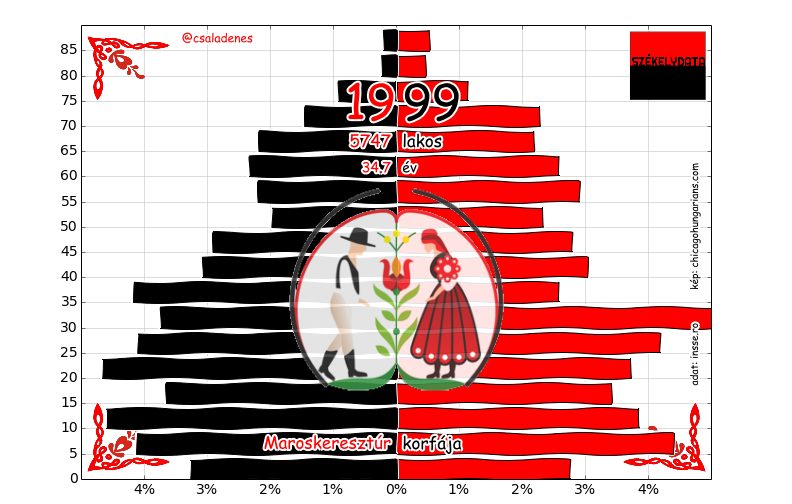 @csaladenes
SZÉKELYDATA
1999
5747 lakos
34.7 év
kép: chicagohungarians.com
adat: insse.ro
Maroskeresztúr korfája
85
80
75
70
65
60
55
50
45
40
35
30
25
20
15
10
5
0
4% 3% 2% 1% 0% 1% 2% 3% 4%